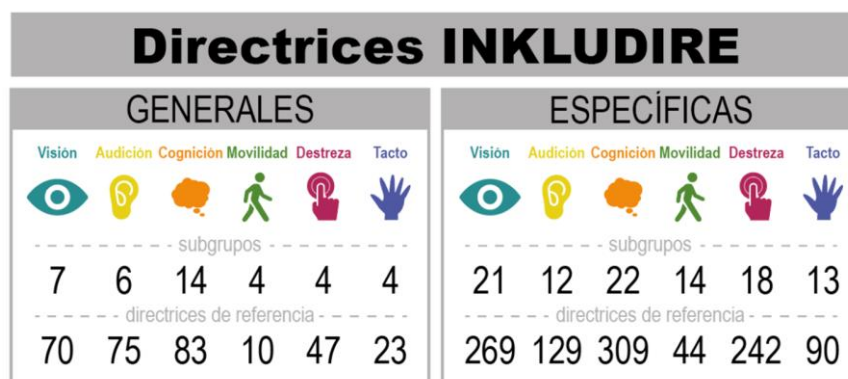 Directrices INKLUDIRE
GENERALES
Visión Audición Cognición Movilidad Destreza Tacto
subgrupos
7 6 14 4 4 4
directrices de referencia
70 75 83 10 47 23
ESPECÍFICAS
Visión Audición Cognición Movilidad Destreza Tacto
subgrupos
21 12 22 14 18 13
directrices de referencia
269 129 309 44 242 90